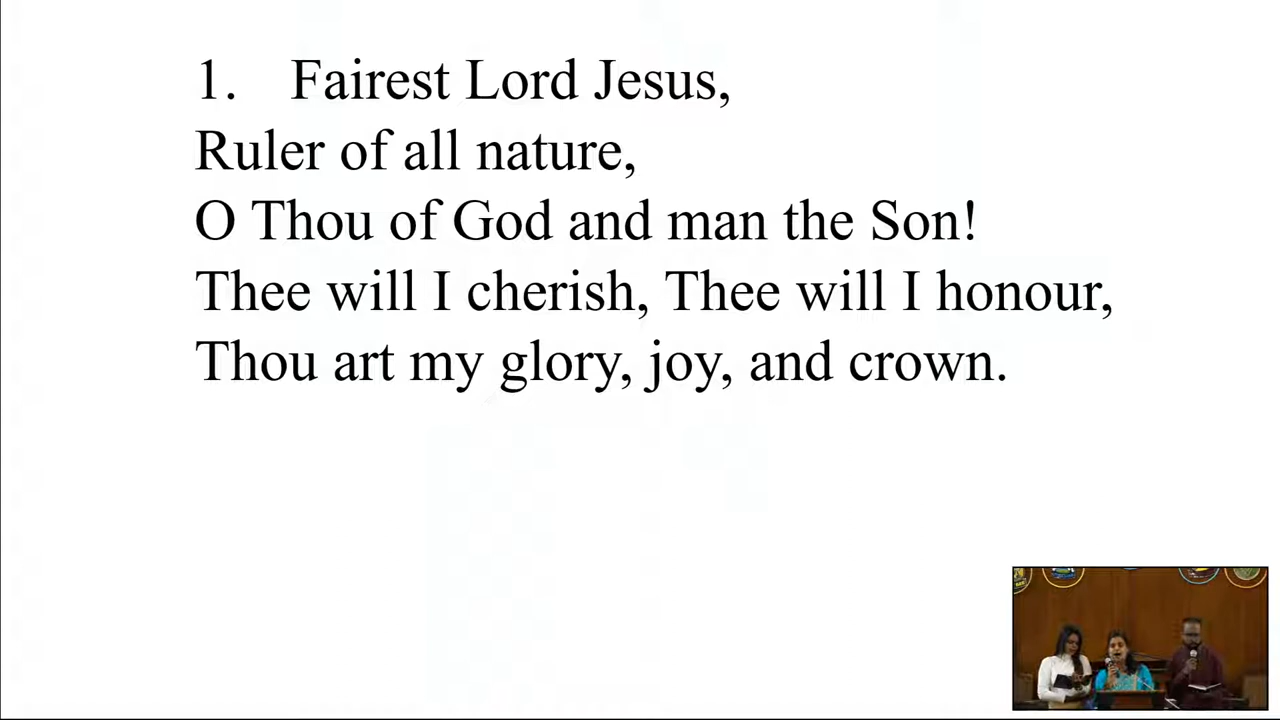 1. Fairest Lord Jesus,
Ruler of all nature,
O Thou of God and man the Son!
Thee will I cherish, Thee will I honour,
Thou art my glory, joy, and crown.